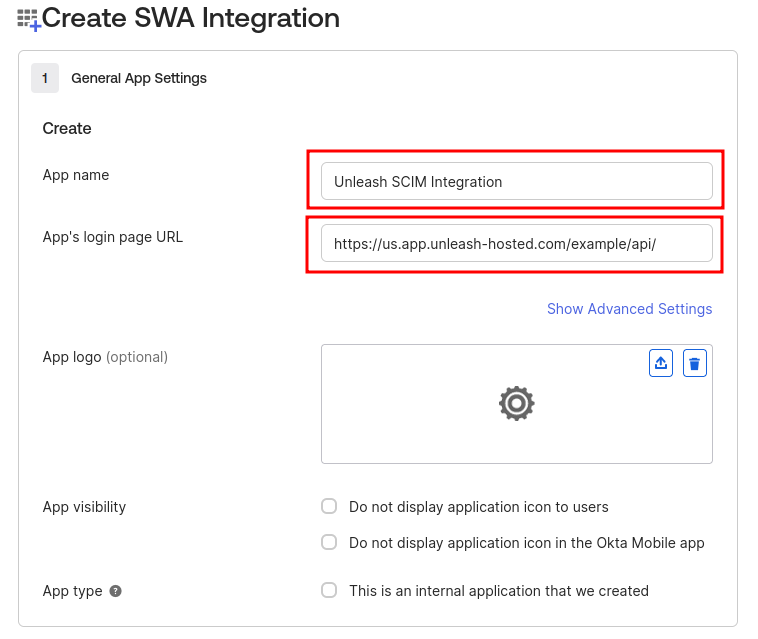 Create SWA Integration
1 General App Settings
Create
App name
Unleash SCIM Integration
App's login page URL
https://us.app.unleash-hosted.com/example/api/
Show Advanced Settings
App logo (optional)
App visibility
Do not display application icon to users
Do not display application icon in the Okta Mobile app
App type ?
This is an internal application that we created